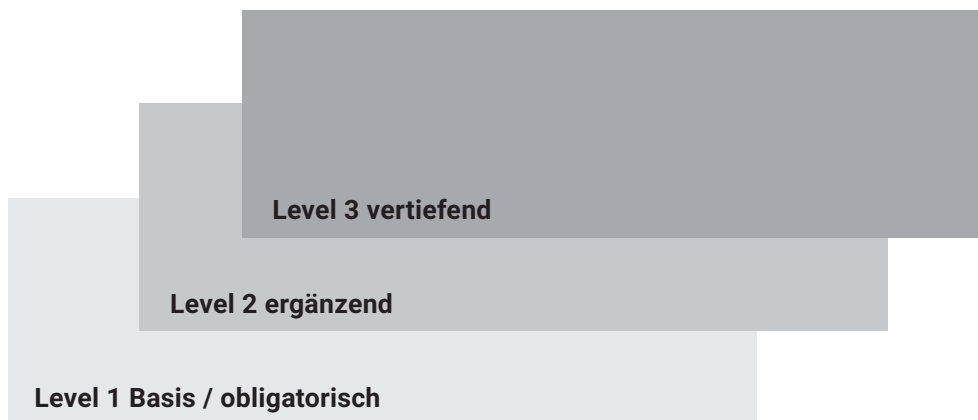 Level 3 vertiefend
Level 2 ergänzend
Level 1 Basis / obligatorisch